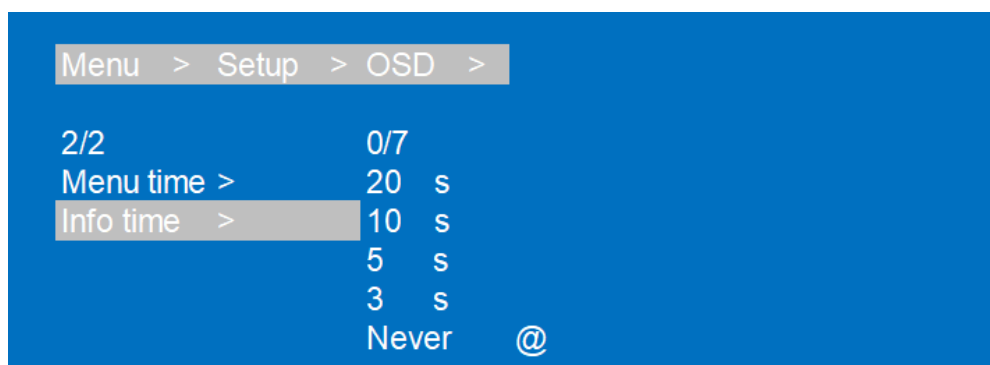 Menu > Setup > OSD >
2/2 0/7
Menu time > 20 s
Info time > 10 s
5 s
3 s
Never @